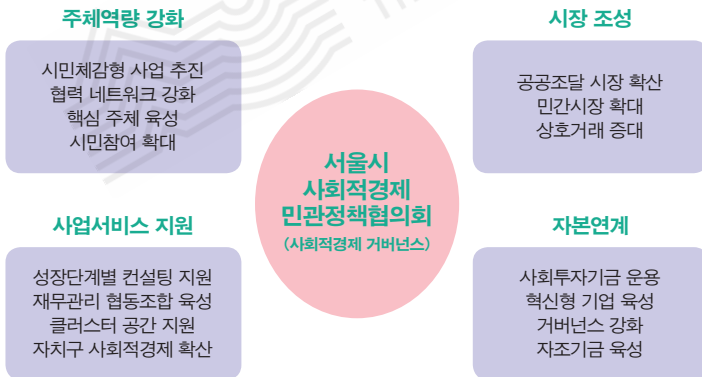 주체역량 강화
시민체감형 사업 추진
협력 네트워크 강화
핵심 주체 육성
시민참여 확대
시장 조성
공공조달 시장 확산
민간시장 확대
상호거래 증대
서울시
사회적경제
민관정책협의회
(사회적경제 거버넌스)
사업서비스 지원
성장단계별 컨설팅 지원
재무관리 협동조합 육성
클러스터 공간 지원
자치구 사회적경제 확산
자본연계
사회투자기금 운용
혁신형 기업 육성
거버넌스 강화
자조기금 육성